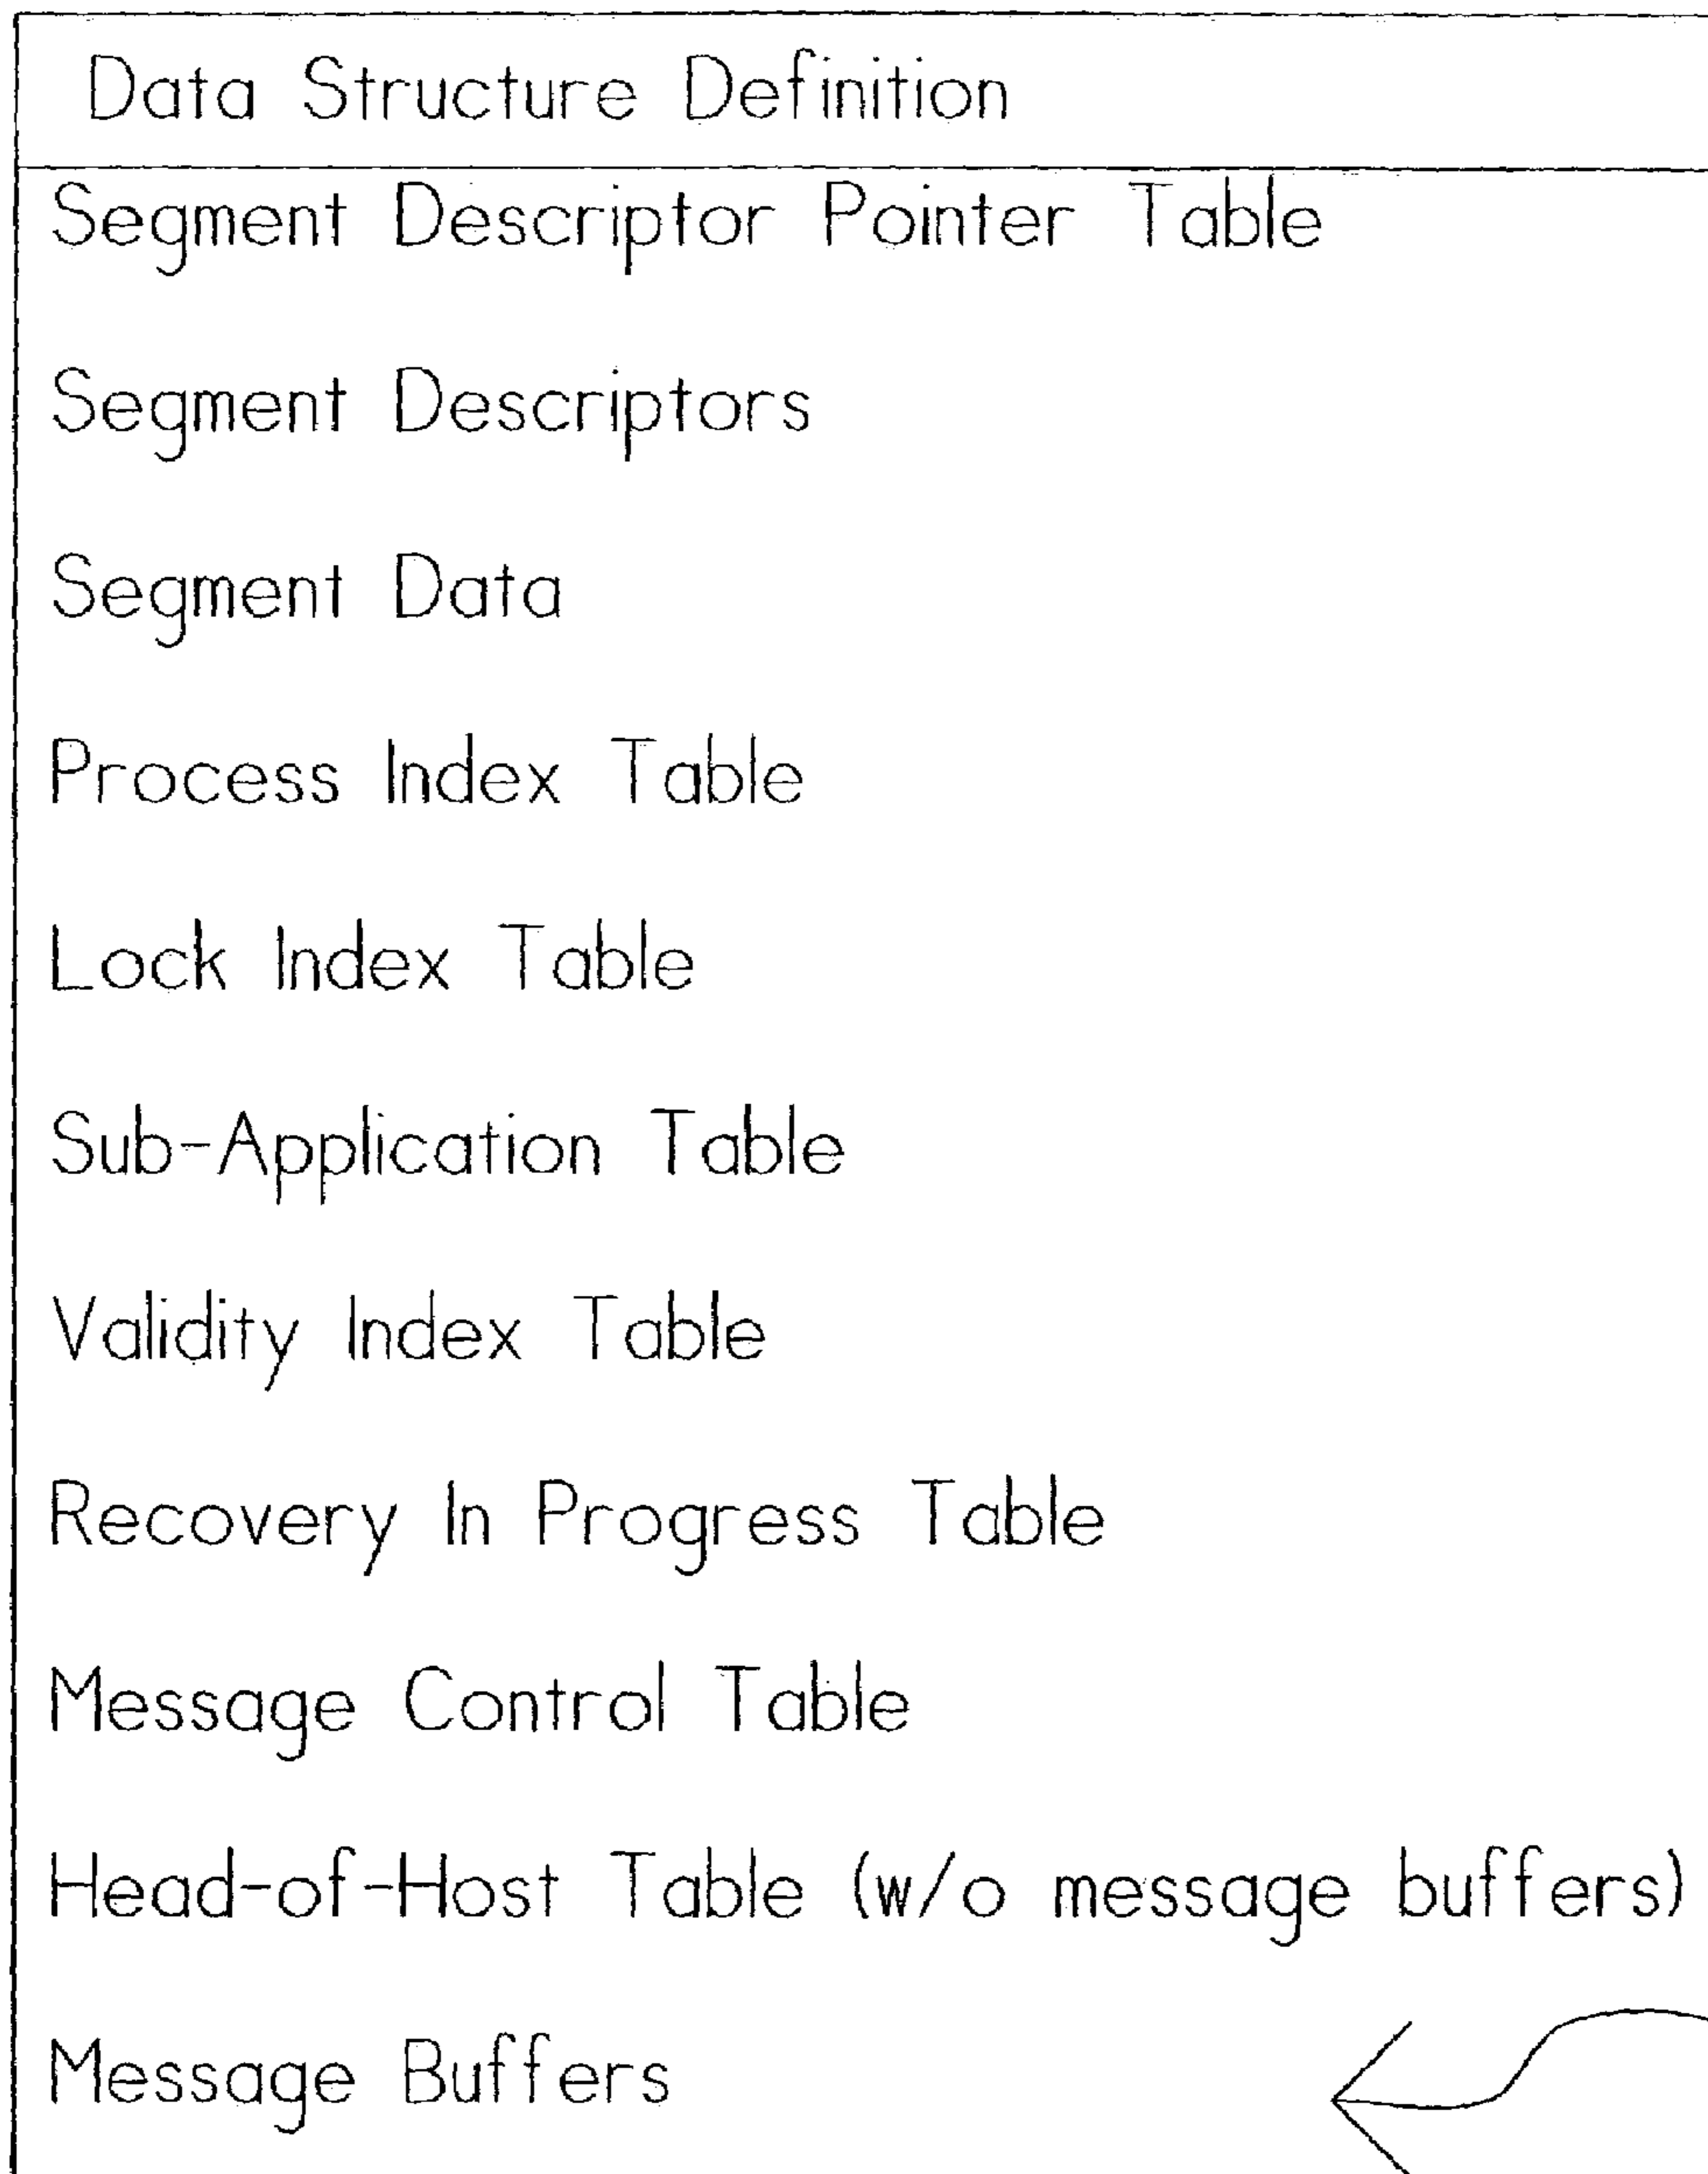 Data Structure Definition
Segment Descriptor Pointer Table
Segment Descriptors
Segment Data
Process Index Table
Lock Index Table
Sub-Application Table
Validity Index Table
Recovery In Progress Table
Message Control Table
Head-of-Host Table (w/o message buffers)
Message Buffers